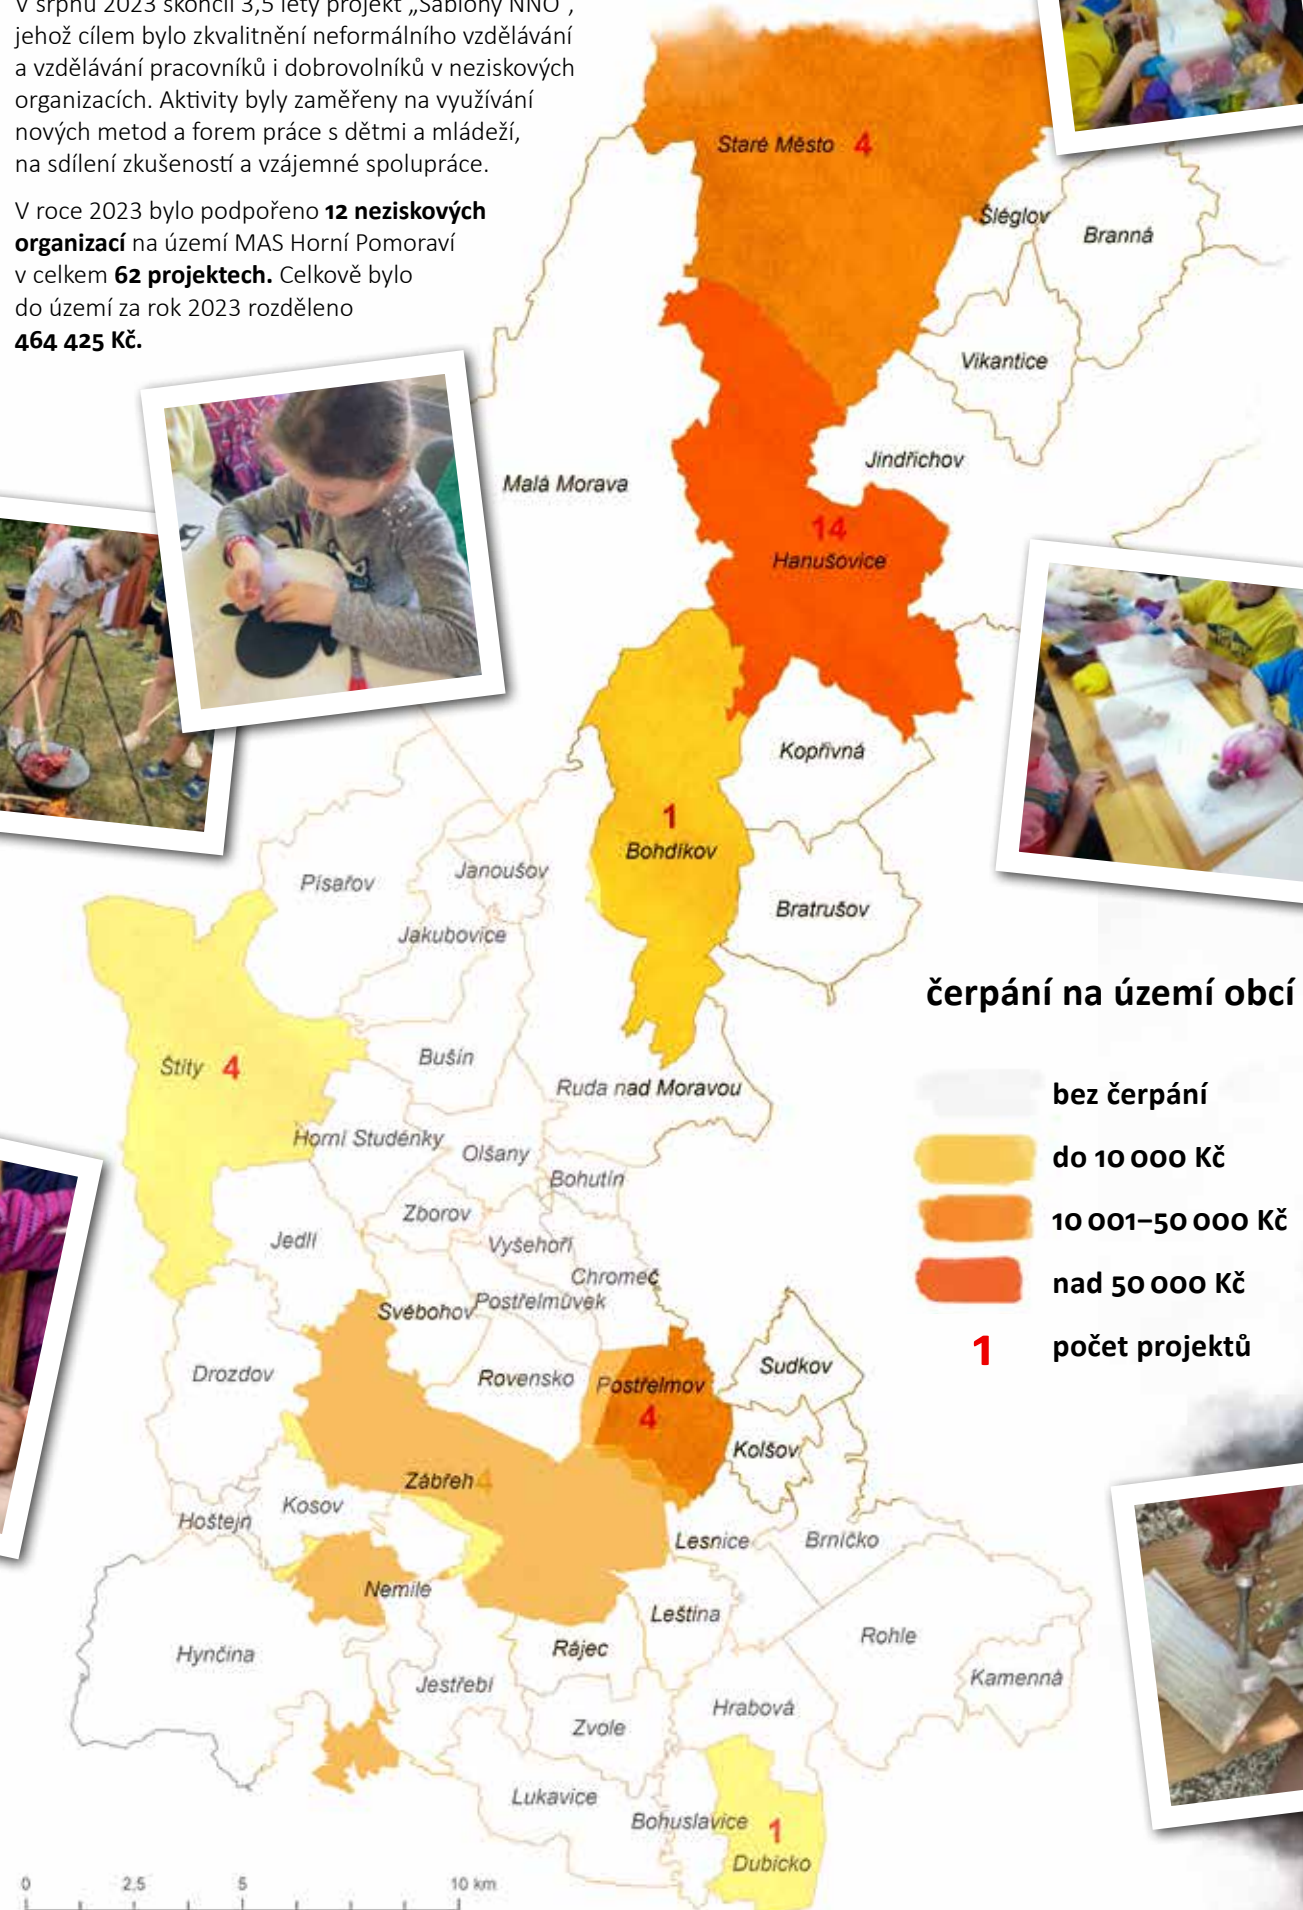 V srpnu 2023 skončil 3,5 letý projekt „Šablony NNO“,
jehož cílem bylo zkvalitnění neformálního vzdělávání
a vzdělávání pracovníků i dobrovolníků v neziskových
organizacích. Aktivity byly zaměřeny na využívání
nových metod a forem práce s dětmi a mládeží,
na sdílení zkušeností a vzájemné spolupráce.
V roce 2023 bylo podpořeno 12 neziskových
organizací na území MAS Horní Pomoraví
v celkem 62 projektech. Celkově bylo
do území za rok 2023 rozděleno
464 425 Kč.
Staré Město 4
Šléglov
Branná
Vikantice
Jindřichov
Malá Morava
14
Hanušovice
Kopřivná
1
Bohdíkov
Bratrušov
Písařov
Janoušov
Jakubovice
Štíty 4
Bušín
Ruda nad Moravou
Horní Studénky
Olšany
Bohutín
Zborov
Jedlí
Vyšehoří
Chromeč
Svébohov
Postřelmůvek
Drozdov
Rovensko
Postřelmov
4
Sudkov
Kolšov
Zábřeh 4
Kosov
Hoštejn
Lesnice
Brníčko
Nemile
Leština
Rohle
Hynčina
Rájec
Jestřebí
Kamenná
Hrabová
Zvole
Lukavice
Bohuslavice
1
Dubicko
čerpání na území obcí
bez čerpání
do 10 000 Kč
10 001–50 000 Kč
nad 50 000 Kč
1 počet projektů
0 2,5 5 10 km